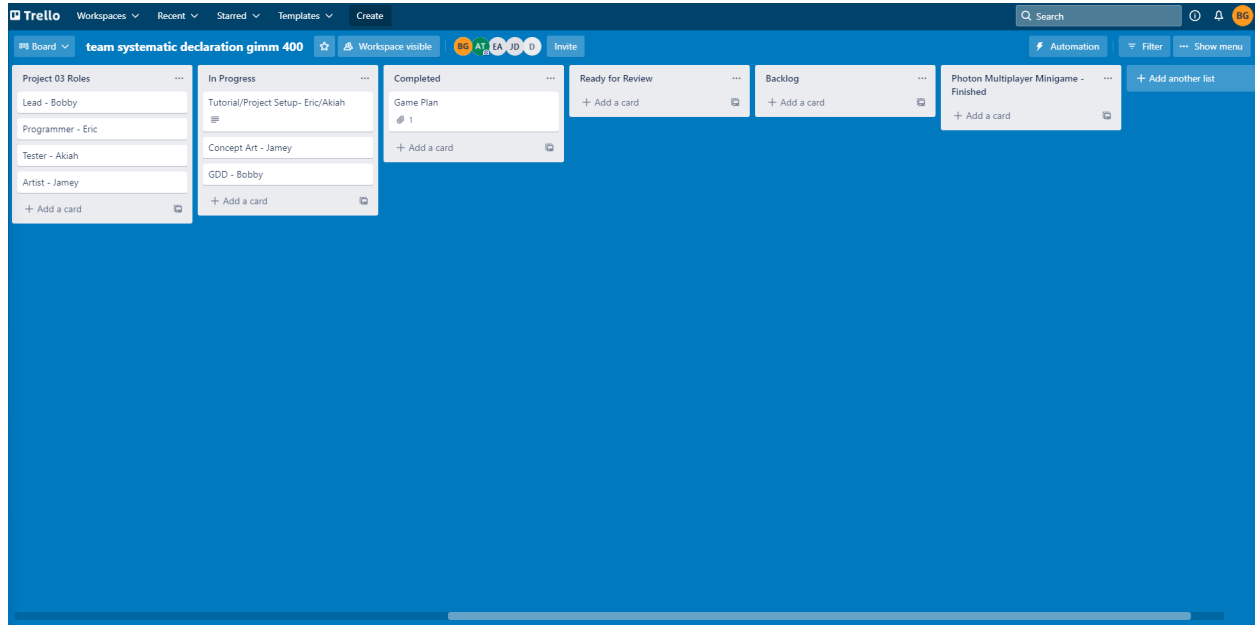 Trello
Workspaces
Recent
Starred
Templates
Create
Search
BG
Board
team systematic declaration gimm 400
Workspace visible
BG AT EA JD D
Invite
Automation
Filter
Show menu
Project 03 Roles
Lead - Bobby
Programmer - Eric
Tester - Akiah
Artist - Jamey
+ Add a card
In Progress
Tutorial/Project Setup- Eric/Akiah
Concept Art - Jamey
GDD - Bobby
+ Add a card
Completed
Game Plan
1
+ Add a card
Ready for Review
+ Add a card
Backlog
+ Add a card
Photon Multiplayer Minigame -
Finished
+ Add a card
+ Add another list